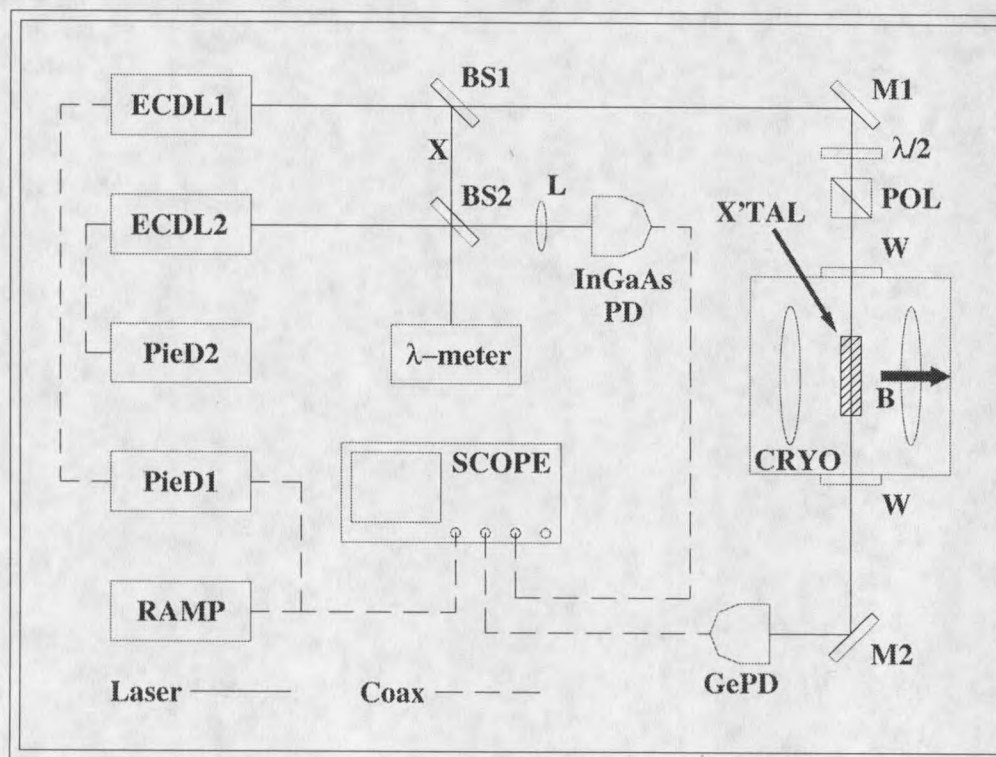 BS1
M1
ECDL1
λ/2
X
L
BS2
POL
X'TAL
ECDL2
W
InGaAs
PD
PieD2
λ–meter
B
SCOPE
CRYO
PieD1
W
RAMP
M2
GePD
Laser
Coax